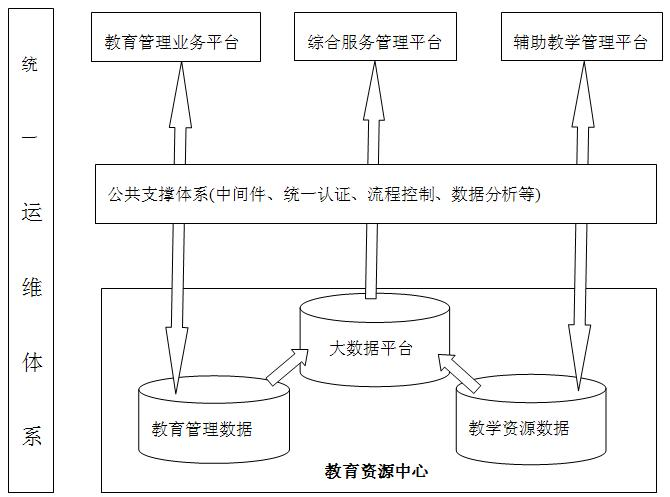 统一运维体系
教育管理业务平台
综合服务管理平台
辅助教学管理平台
公共支撑体系(中间件、统一认证、流程控制、数据分析等)
大数据平台
教育管理数据
教学资源数据
教育资源中心